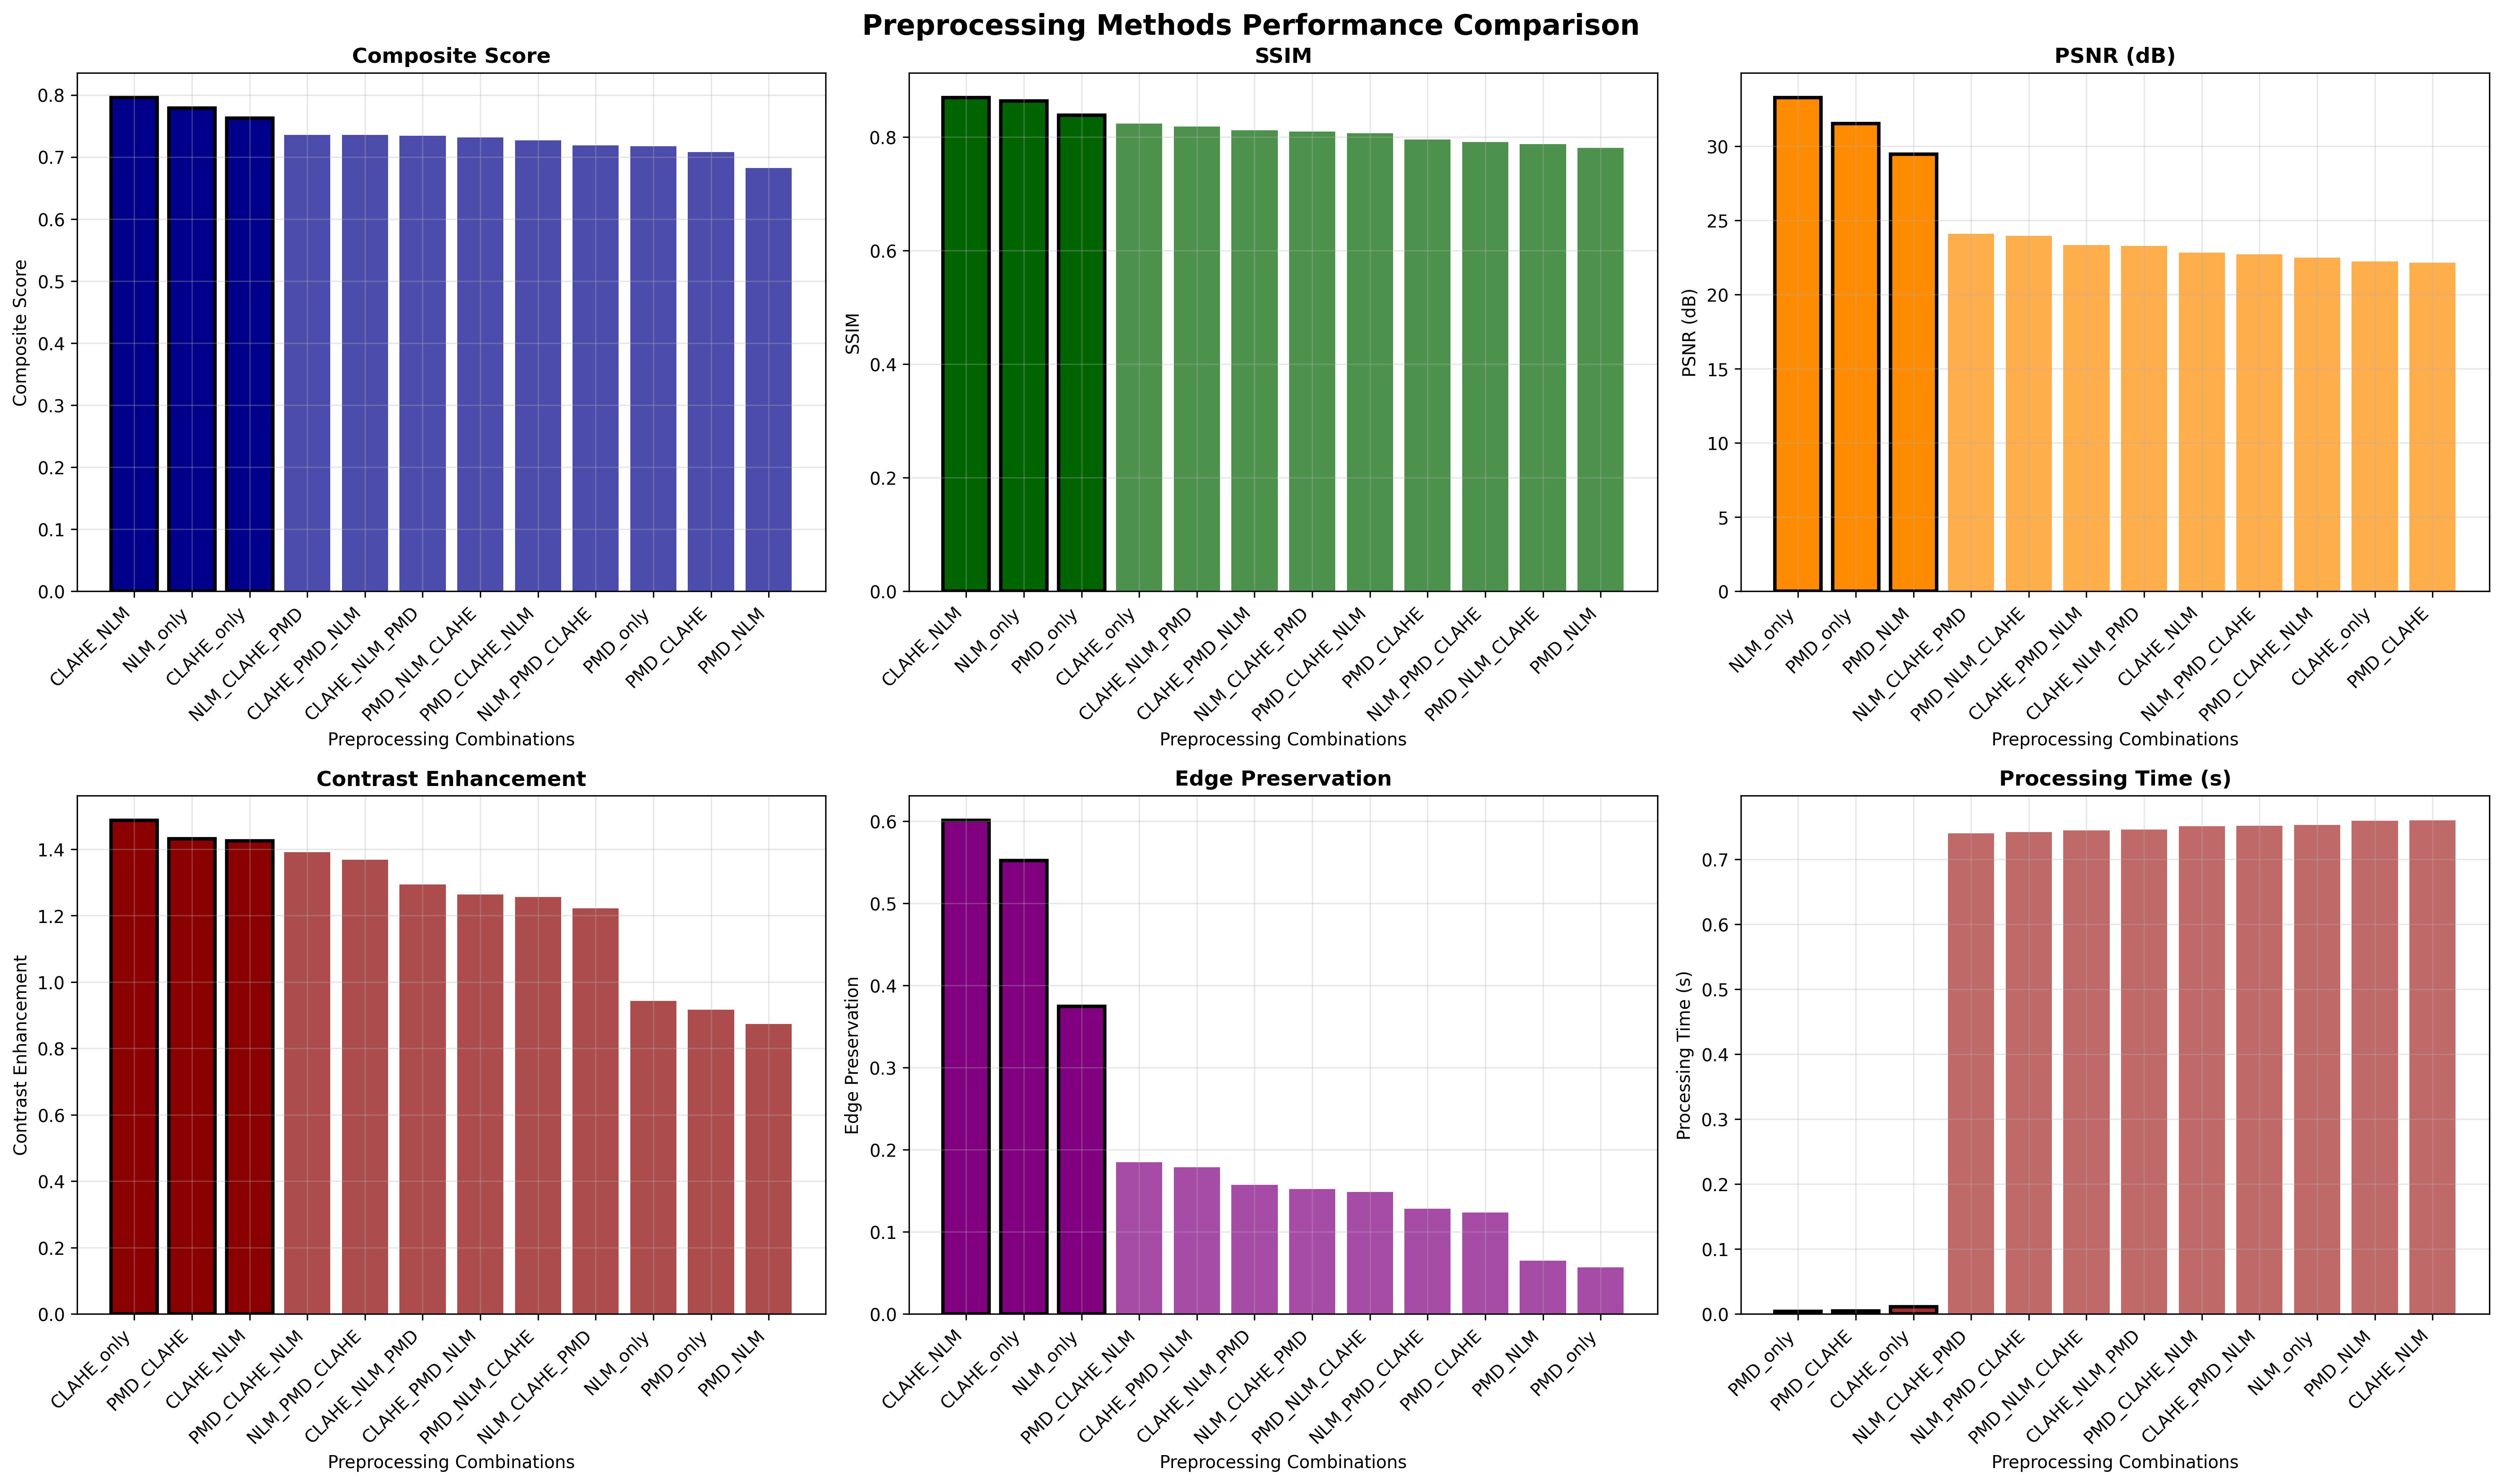 Preprocessing Methods Performance Comparison
Composite Score
Composite Score
0.8
0.7
0.6
0.5
0.4
0.3
0.2
0.1
0.0
CLAHE_NLM
NLM_only
CLAHE_only
NLM_CLAHE_PMD
CLAHE_PMD_NLM
CLAHE_NLM_PMD
PMD_NLM_CLAHE
PMD_CLAHE_NLM
NLM_PMD_CLAHE
PMD_only
PMD_CLAHE
PMD_NLM
Preprocessing Combinations
SSIM
SSIM
0.8
0.6
0.4
0.2
0.0
CLAHE_NLM
NLM_only
PMD_only
CLAHE_only
CLAHE_NLM_PMD
CLAHE_PMD_NLM
NLM_CLAHE_PMD
PMD_CLAHE_NLM
PMD_CLAHE
NLM_PMD_CLAHE
PMD_NLM_CLAHE
PMD_NLM
Preprocessing Combinations
PSNR (dB)
PSNR (dB)
30
25
20
15
10
5
0
NLM_only
PMD_only
PMD_NLM
NLM_CLAHE_PMD
PMD_NLM_CLAHE
CLAHE_PMD_NLM
CLAHE_NLM_PMD
CLAHE_NLM
NLM_PMD_CLAHE
PMD_CLAHE_NLM
CLAHE_only
PMD_CLAHE
Preprocessing Combinations
Contrast Enhancement
Contrast Enhancement
1.4
1.2
1.0
0.8
0.6
0.4
0.2
0.0
CLAHE_only
PMD_CLAHE
CLAHE_NLM
PMD_CLAHE_NLM
NLM_PMD_CLAHE
CLAHE_NLM_PMD
CLAHE_PMD_NLM
PMD_NLM_CLAHE
NLM_CLAHE_PMD
NLM_only
PMD_only
PMD_NLM
Preprocessing Combinations
Edge Preservation
Edge Preservation
0.6
0.5
0.4
0.3
0.2
0.1
0.0
CLAHE_NLM
CLAHE_only
NLM_only
PMD_CLAHE_NLM
CLAHE_PMD_NLM
CLAHE_NLM_PMD
NLM_CLAHE_PMD
PMD_NLM_CLAHE
NLM_PMD_CLAHE
PMD_CLAHE
PMD_NLM
PMD_only
Preprocessing Combinations
Processing Time (s)
Processing Time (s)
0.7
0.6
0.5
0.4
0.3
0.2
0.1
0.0
PMD_only
PMD_CLAHE
CLAHE_only
NLM_CLAHE_PMD
NLM_PMD_CLAHE
PMD_NLM_CLAHE
CLAHE_NLM_PMD
PMD_CLAHE_NLM
CLAHE_PMD_NLM
NLM_only
PMD_NLM
CLAHE_NLM
Preprocessing Combinations